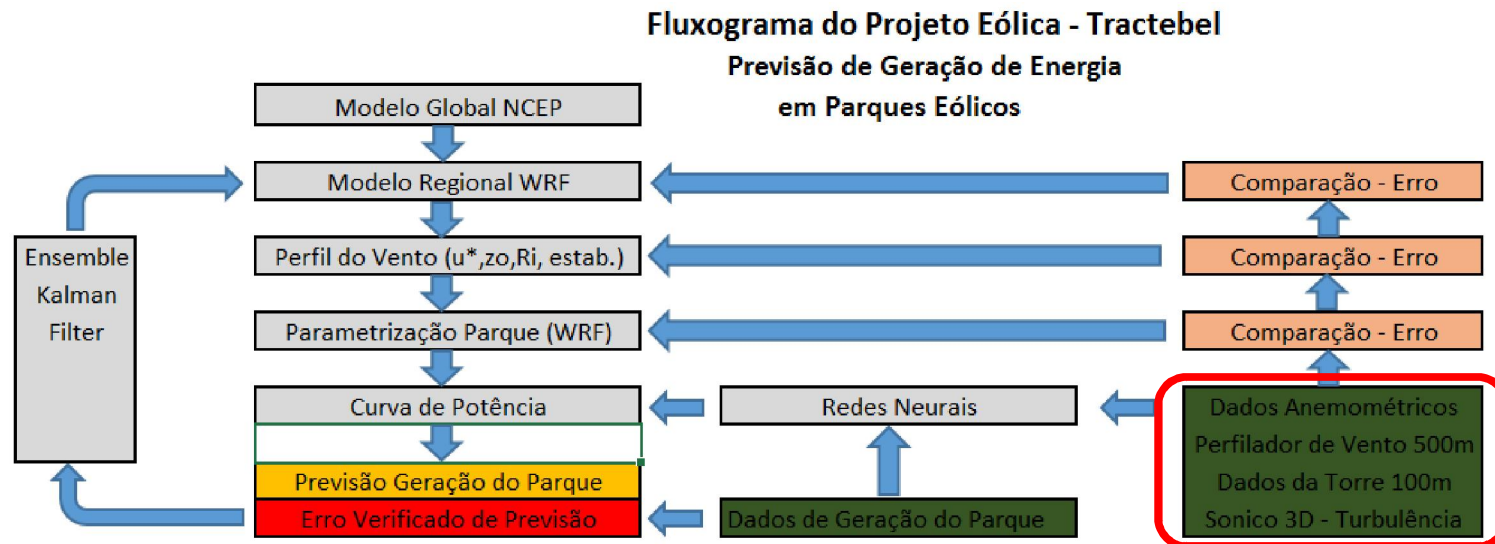 Fluxograma do Projeto Eólica - Tractebel
Previsão de Geração de Energia
em Parques Eólicos
Modelo Global NCEP
Modelo Regional WRF
Comparação - Erro
Ensemble
Kalman
Filter
Perfil do Vento (u*,zo,Ri, estab.)
Comparação - Erro
Parametrização Parque (WRF)
Comparação - Erro
Curva de Potência
Redes Neurais
Dados Anemométricos
Perfilador de Vento 500m
Dados da Torre 100m
Sonico 3D - Turbulência
Previsão Geração do Parque
Erro Verificado de Previsão
Dados de Geração do Parque